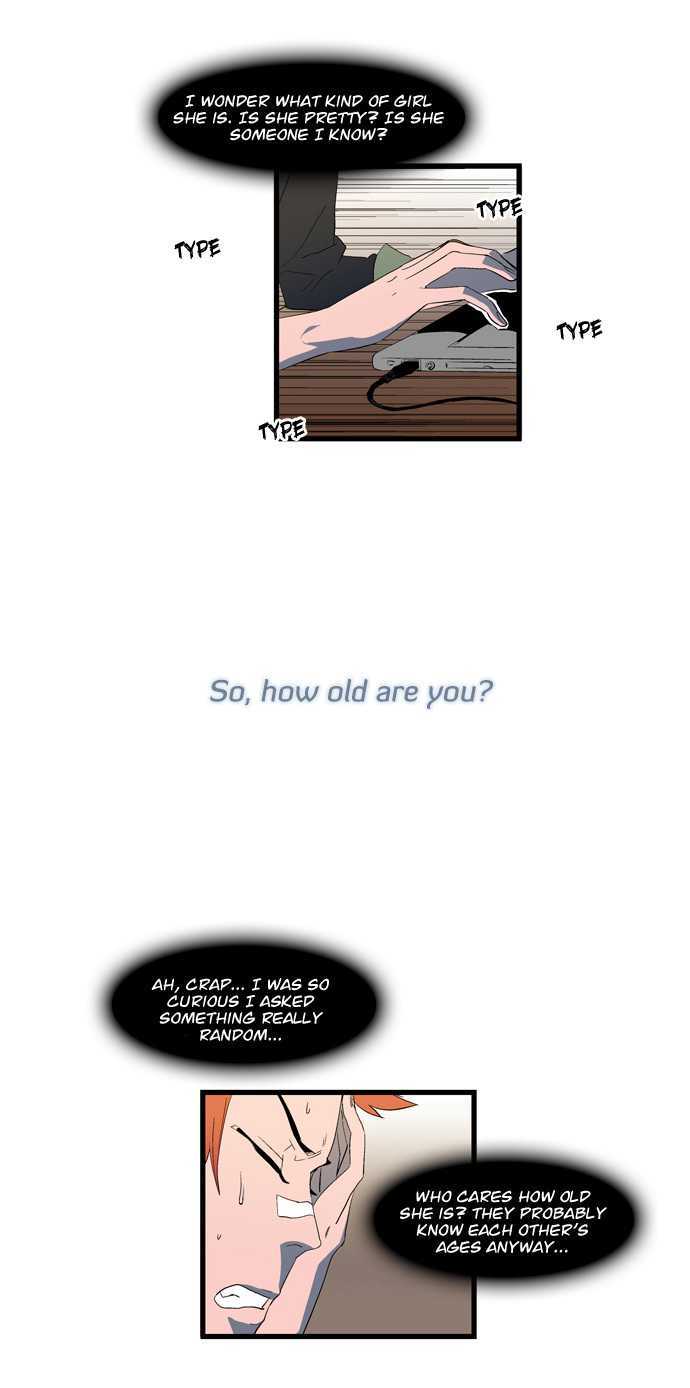 I WONDER WHAT KIND OF GIRL
SHE IS. IS SHE PRETTY? IS SHE
SOMEONE I KNOW?
TYPE
TYPE
TYPE
TYPE
So, how old are you?
AH, CRAP... I WAS SO
CURIOUS I ASKED
SOMETHING REALLY
RANDOM...
WHO CARES HOW OLD
SHE IS? THEY PROBABLY
KNOW EACH OTHER'S
AGES ANYWAY...